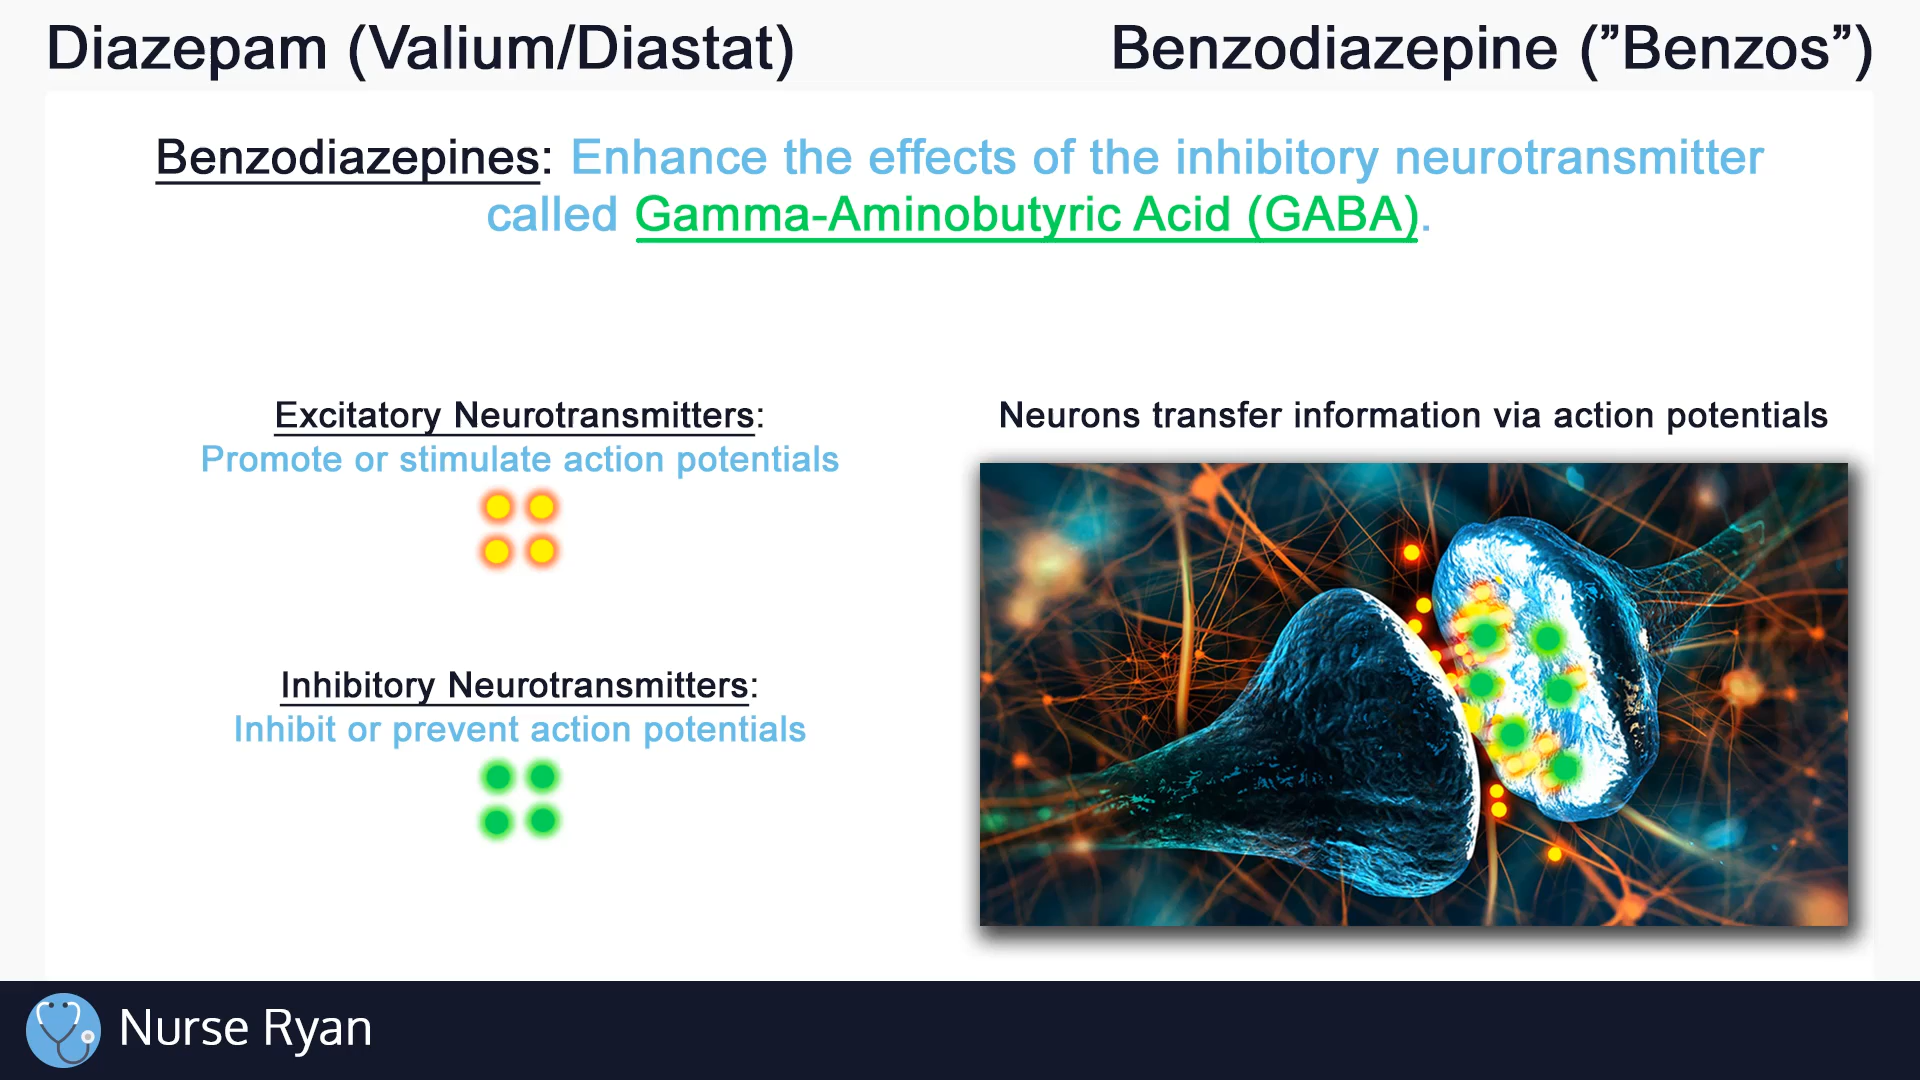 Diazepam (Valium/Diastat)
Benzodiazepine (”Benzos”)
Benzodiazepines: Enhance the effects of the inhibitory neurotransmitter
called Gamma-Aminobutyric Acid (GABA).
Excitatory Neurotransmitters:
Promote or stimulate action potentials
Inhibitory Neurotransmitters:
Inhibit or prevent action potentials
Neurons transfer information via action potentials
Nurse Ryan